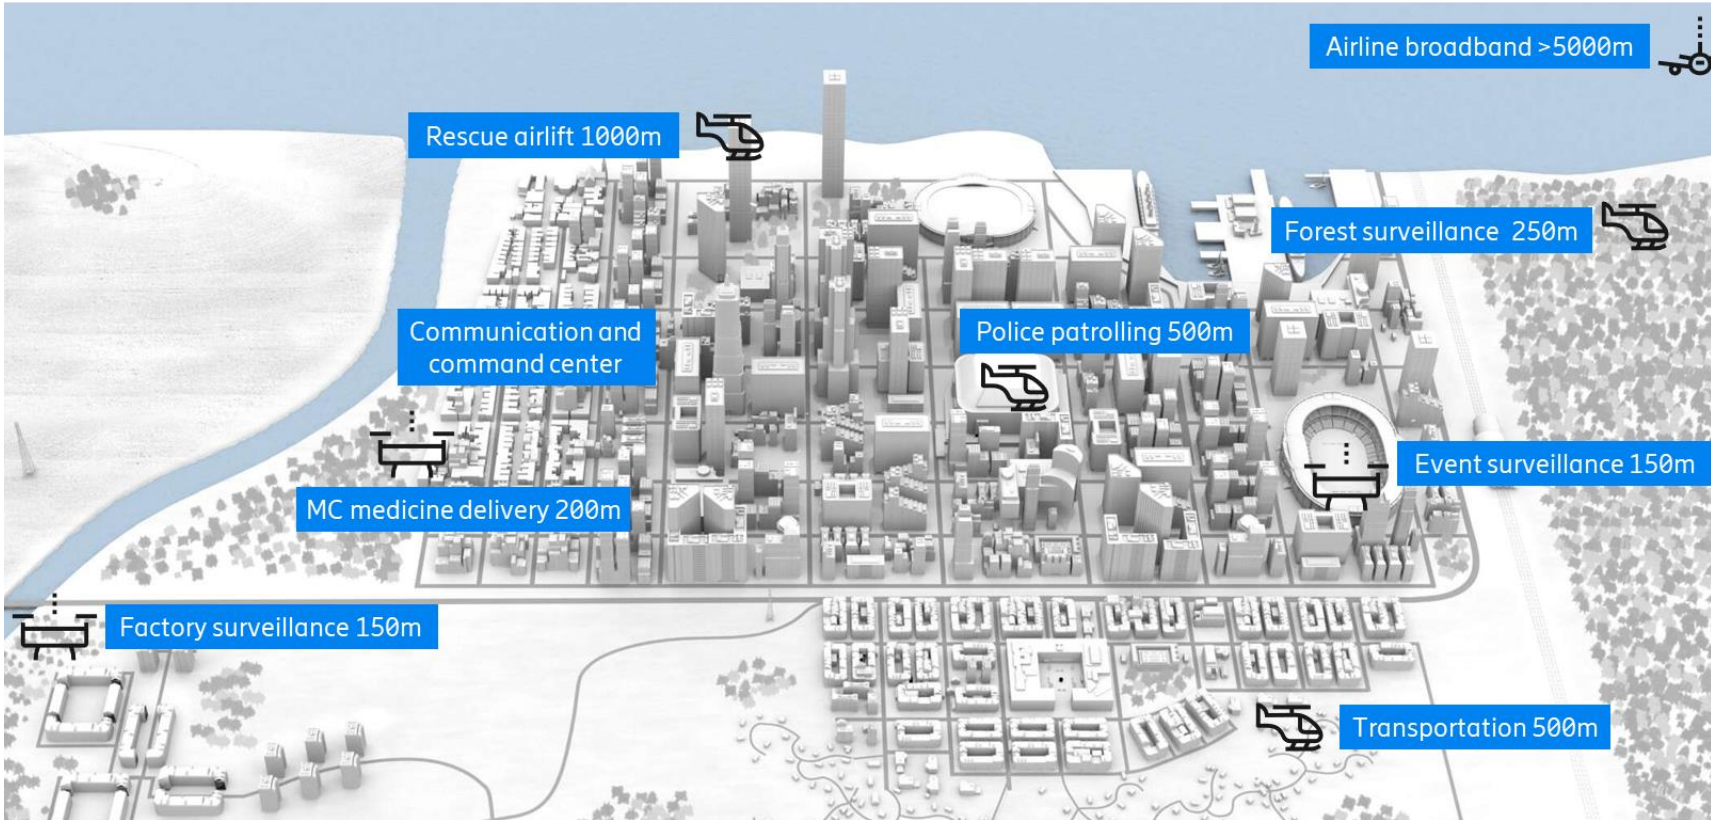 Airline broadband >5000m
Rescue airlift 1000m
Forest surveillance 250m
Communication and
command center
Police patrolling 500m
Event surveillance 150m
MC medicine delivery 200m
Factory surveillance 150m
Transportation 500m